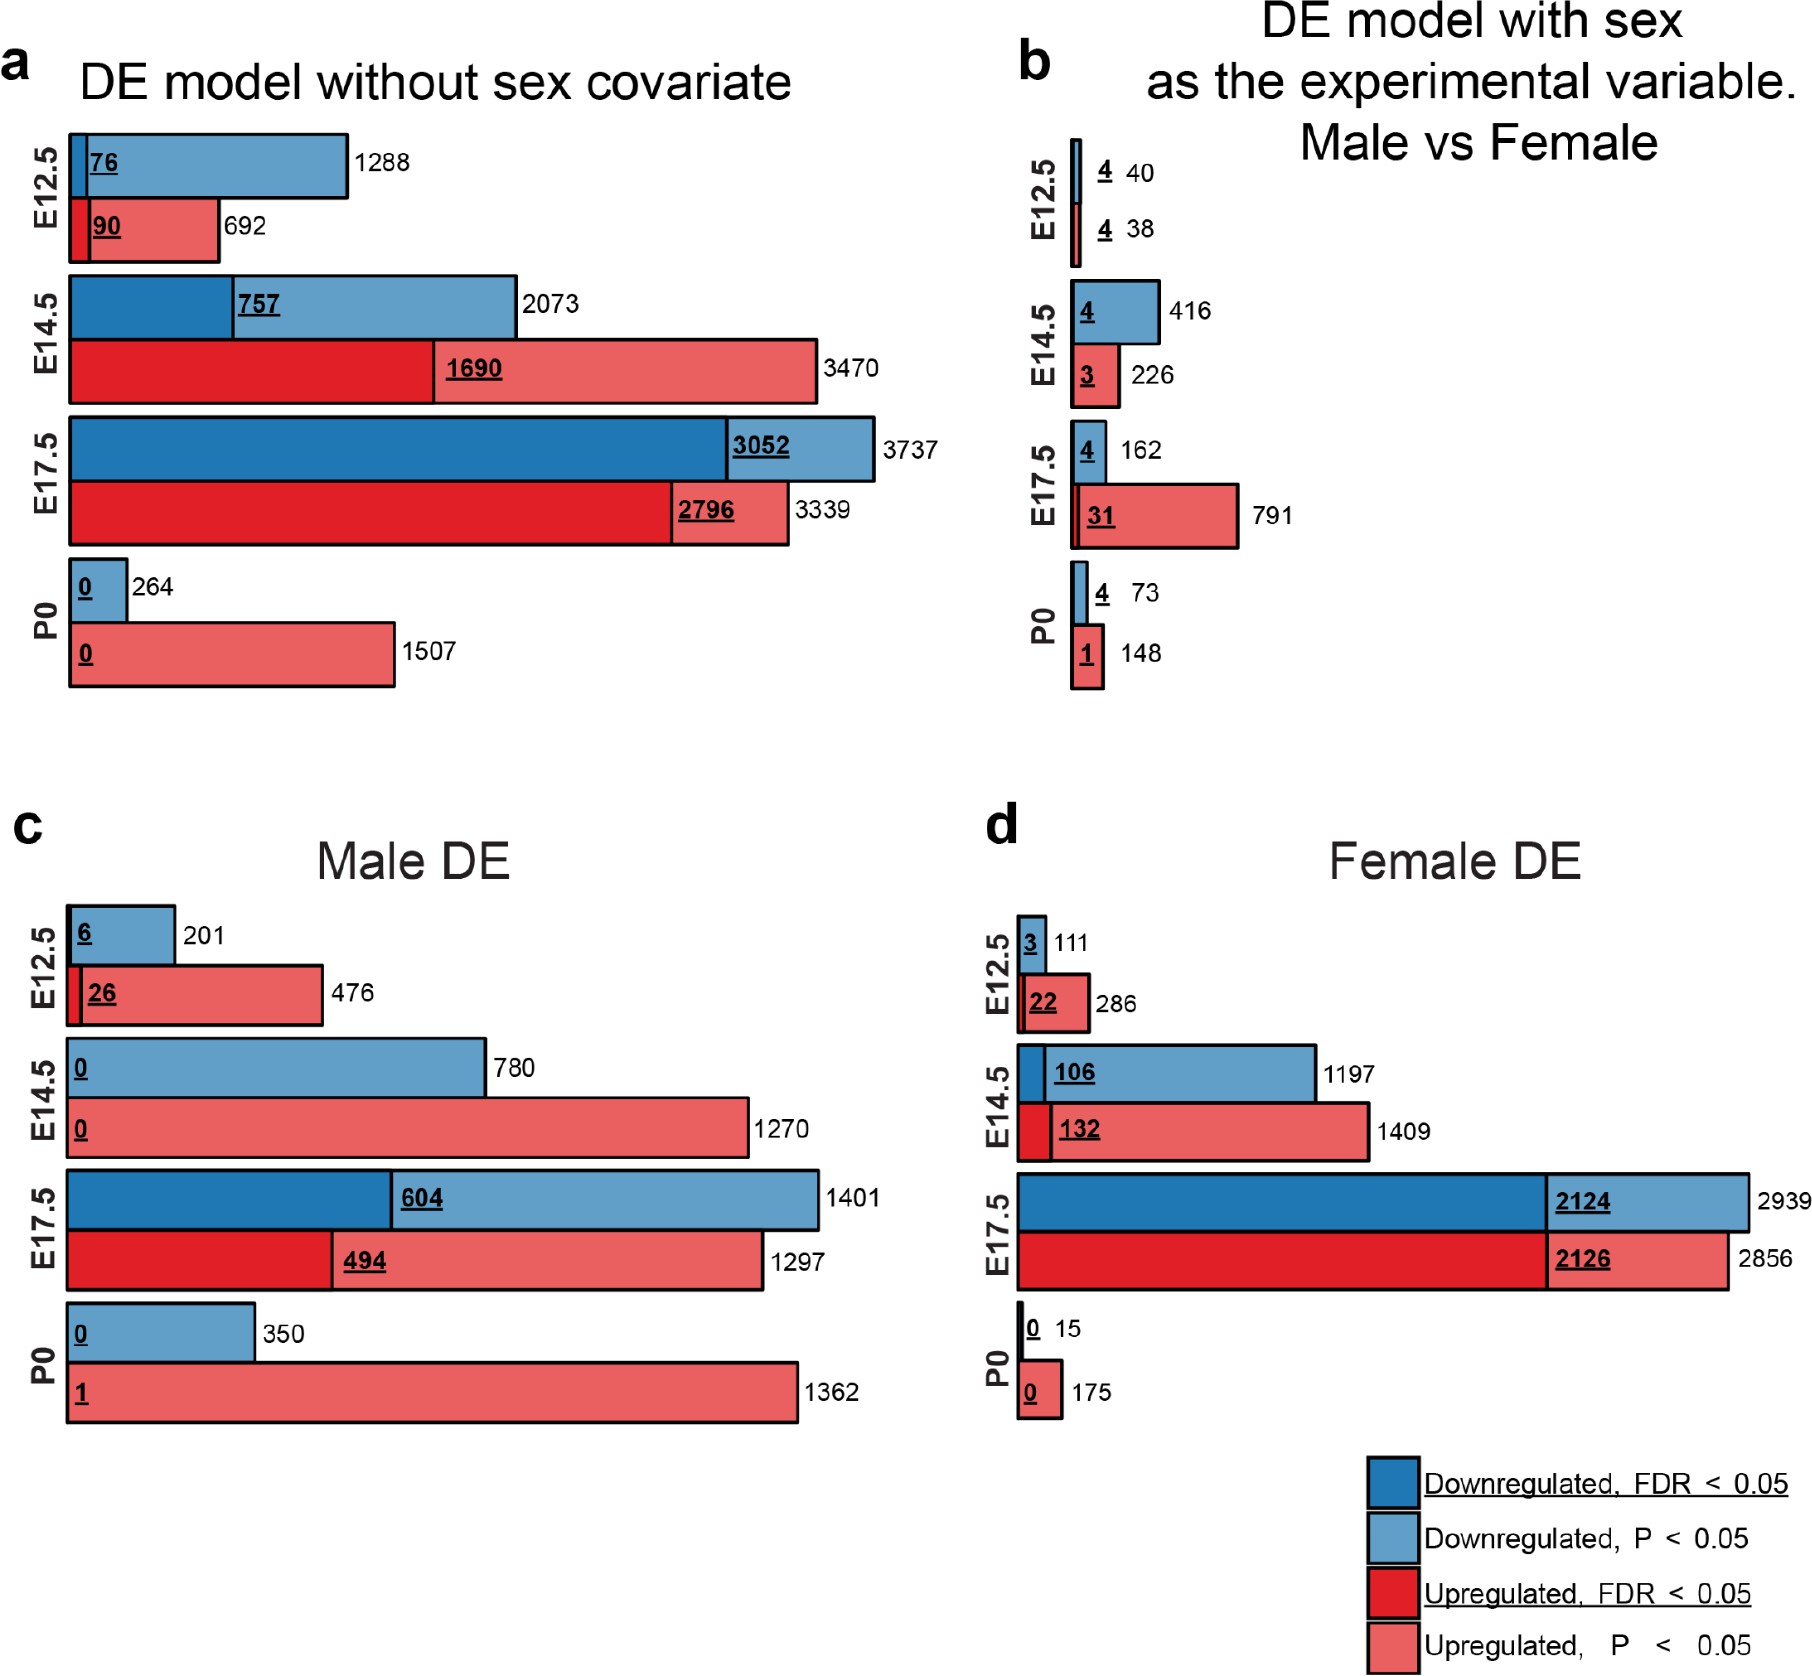 a
DE model without sex covariate
E12.5
76
1288
90
692
E14.5
757
2073
1690
3470
E17.5
3052
3737
2796
3339
P0
0
264
0
1507
b
DE model with sex
as the experimental variable.
Male vs Female
E12.5
4 40
4 38
E14.5
4
416
3
226
E17.5
4
162
31
791
P0
4 73
1
148
c
Male DE
E12.5
6
201
26
476
E14.5
0
780
0
1270
E17.5
604
1401
494
1297
P0
0
350
1
1362
d
Female DE
E12.5
3
111
22
286
E14.5
106
1197
132
1409
E17.5
2124
2939
2126
2856
P0
0 15
0
175
Downregulated, FDR < 0.05
Downregulated, P < 0.05
Upregulated, FDR < 0.05
Upregulated, P < 0.05